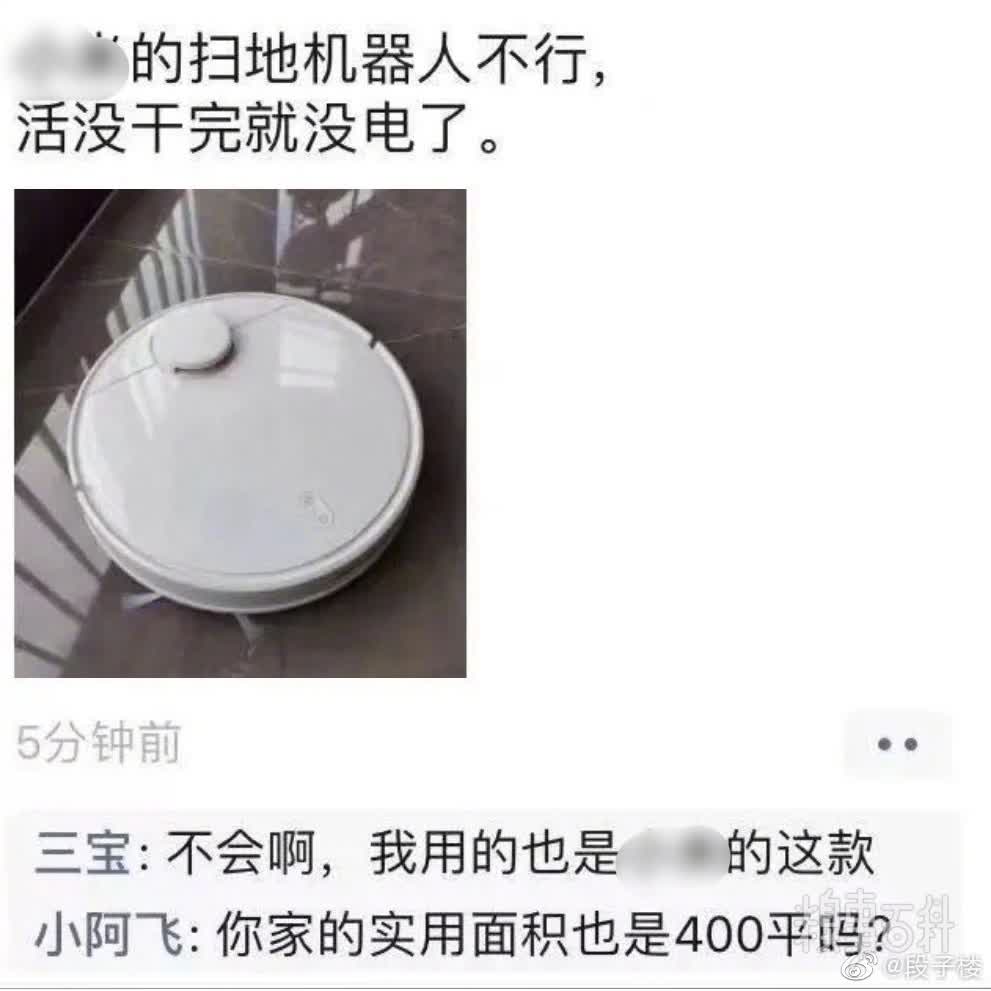 的扫地机器人不行，
活没干完就没电了。
5分钟前
三宝：不会啊，我用的也是
的这款
小阿飞：你家的实用面积也是400平吗？
@段子楼